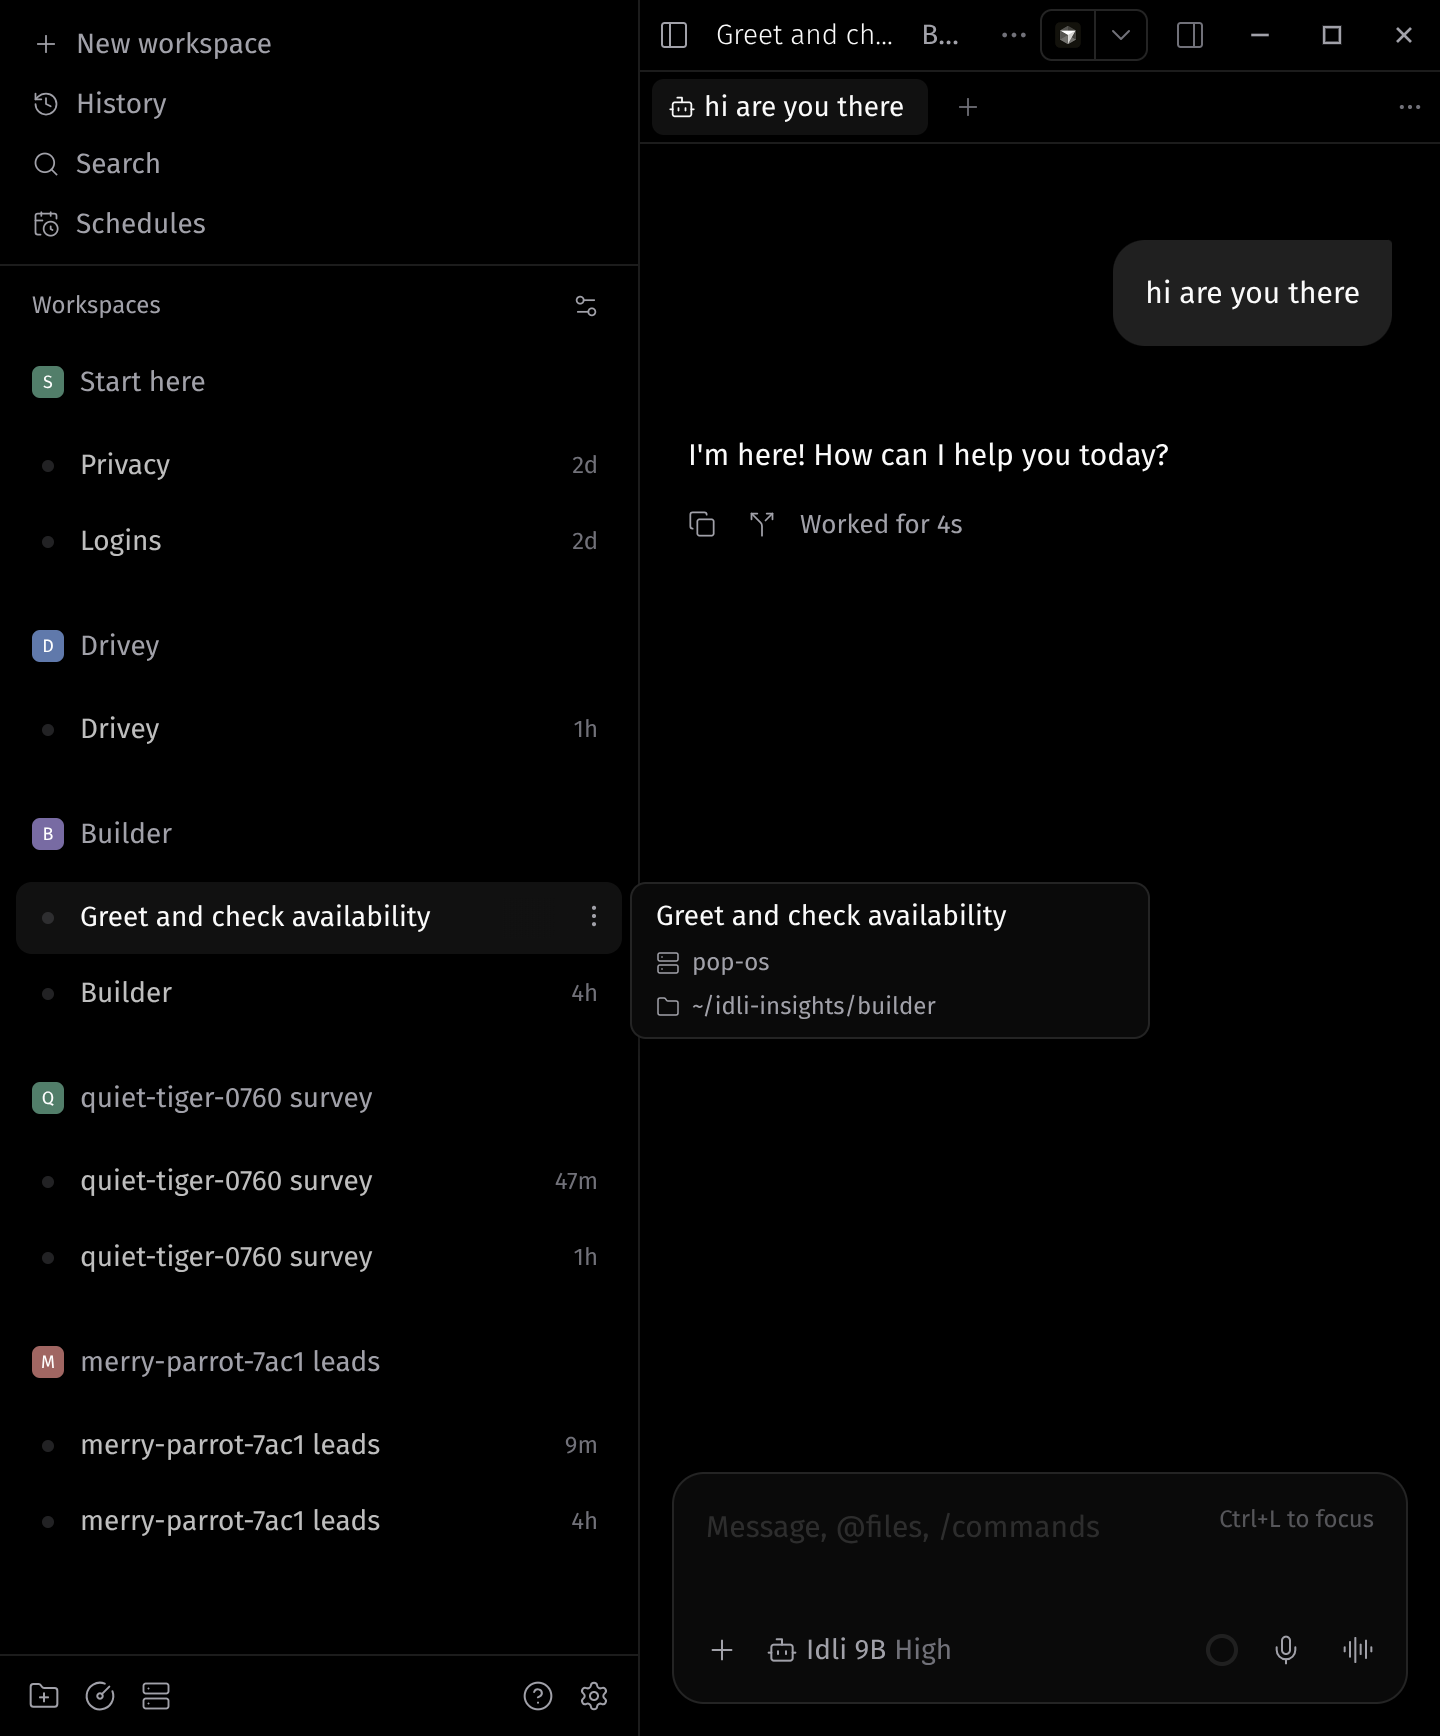 New workspace
History
Search
Schedules
Workspaces
S Start here
Privacy 2d
Logins 2d
D Drivey
Drivey 1h
B Builder
Greet and check availability
Builder 4h
Q quiet-tiger-0760 survey
quiet-tiger-0760 survey 47m
quiet-tiger-0760 survey 1h
M merry-parrot-7ac1 leads
merry-parrot-7ac1 leads 9m
merry-parrot-7ac1 leads 4h
Greet and ch... B...
hi are you there
hi are you there
I'm here! How can I help you today?
Worked for 4s
Greet and check availability
pop-os
~/idli-insights/builder
Message, @files, /commands
Ctrl+L to focus
Idli 9B High